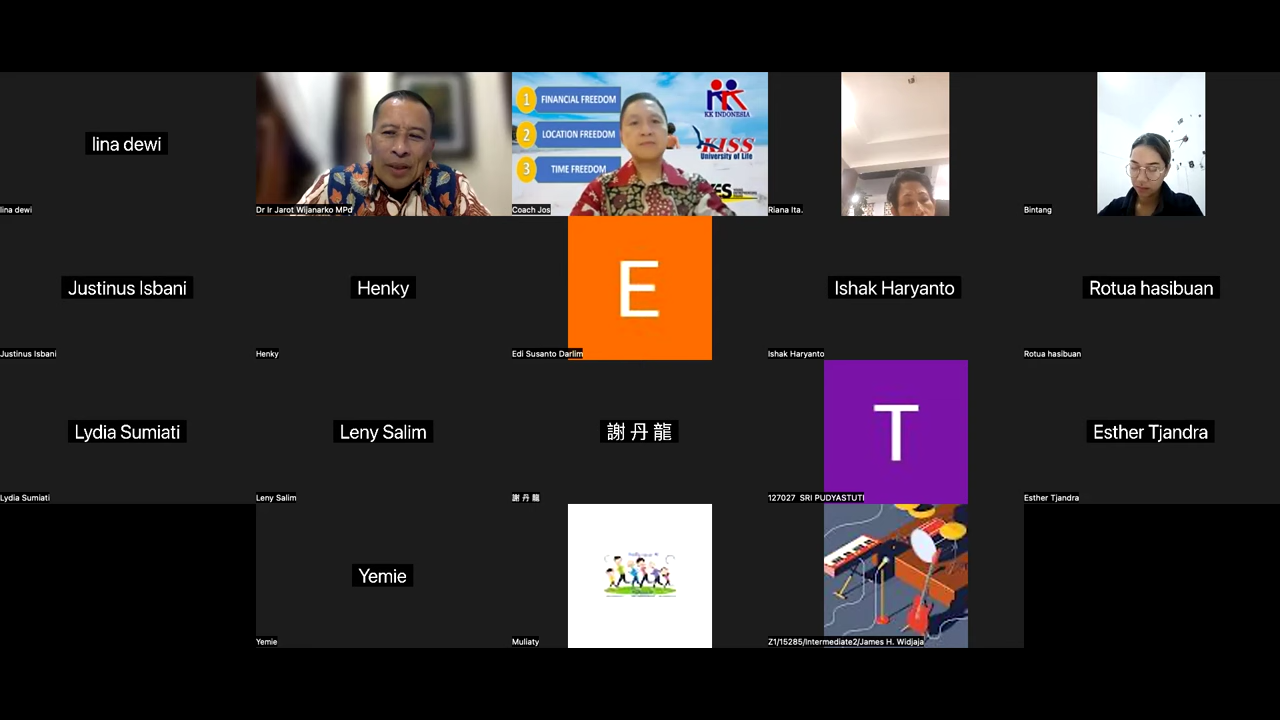 lina dewi
lina dewi
Dr Ir Jarot Wijanarko MPd
1 FINANCIAL FREEDOM
2 LOCATION FREEDOM
3 TIME FREEDOM
KK INDONESIA
KISS
University of Life
Coach Jos
Riana Ita.
Bintang
Justinus Isbani
Justinus Isbani
Henky
Henky
E
Edi Susanto Darlim
Ishak Haryanto
Ishak Haryanto
Rotua hasibuan
Rotua hasibuan
Lydia Sumiati
Lydia Sumiati
Leny Salim
Leny Salim
謝 丹 龍
謝 丹 龍
T
127027 SRI PUDYASTUTI
Esther Tjandra
Esther Tjandra
Yemie
Yemie
Muliaty
Z1/15285/Intermediate2/James H. Widjaja